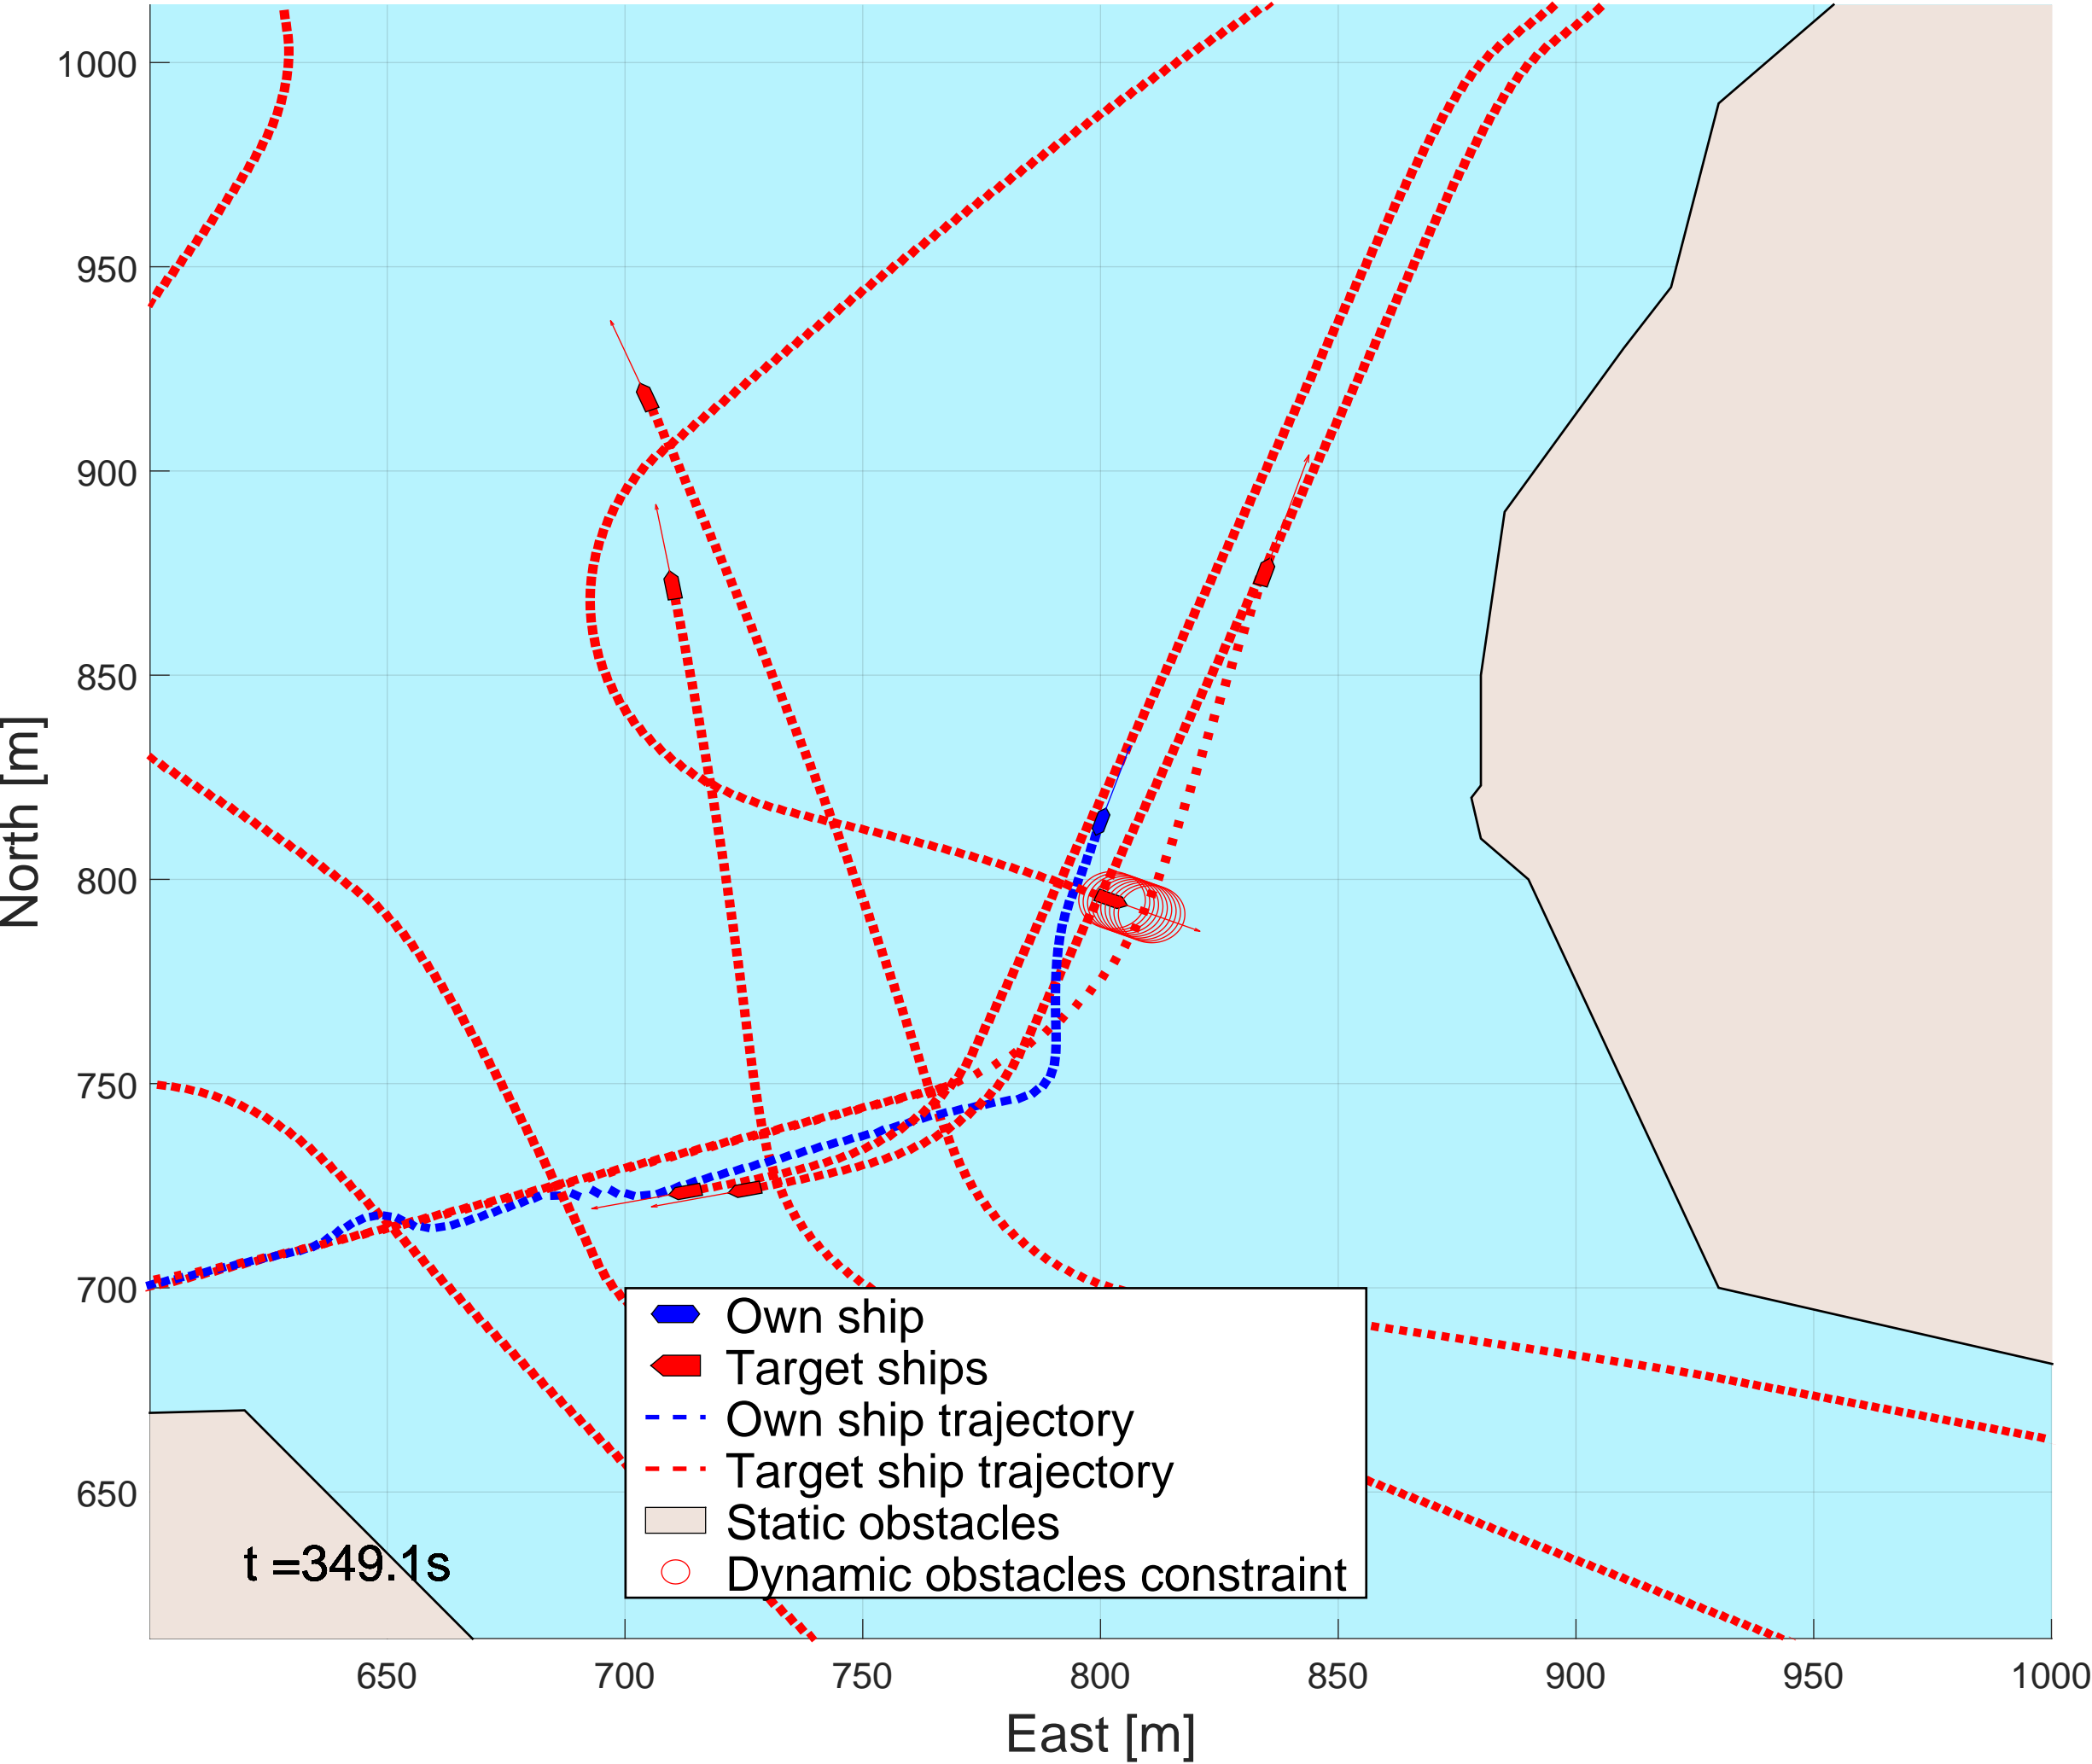 1000
950
900
850
800
750
700
650
North [m]
Own ship
Target ships
Own ship trajectory
Target ship trajectory
Static obstacles
Dynamic obstacles constraint
t =349.1s
650
700
750
800
850
900
950
1000
East [m]